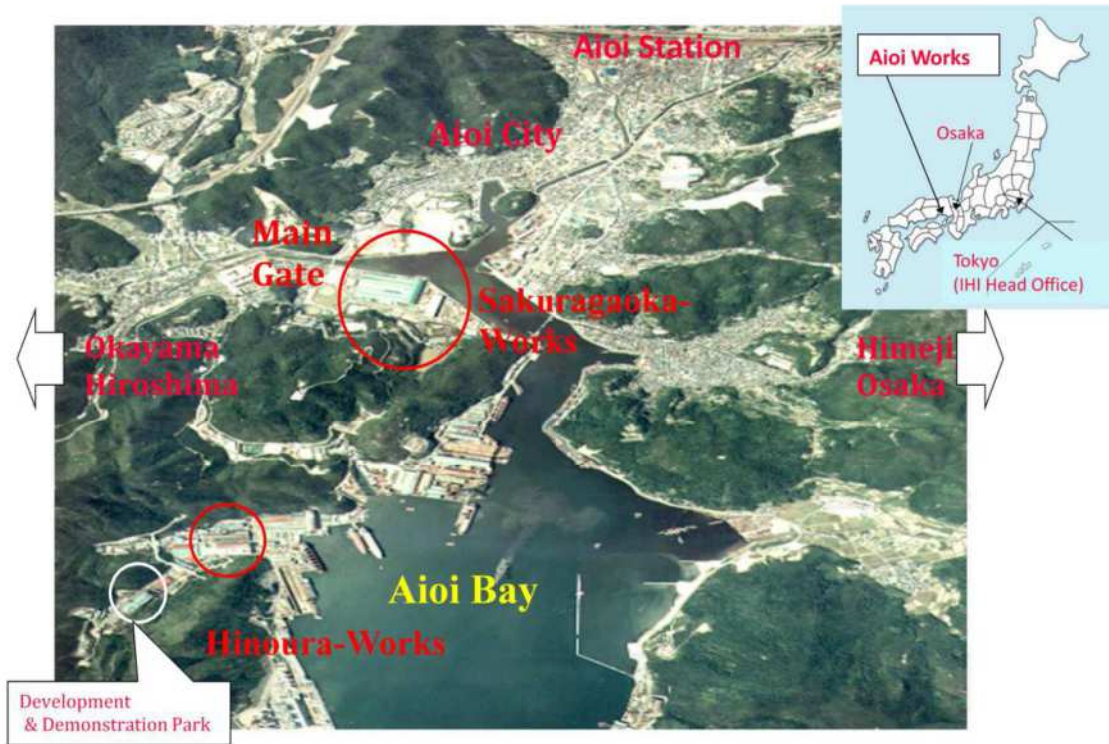 Aioi Station
Aioi Works
Osaka
Aioi City
Main
Gate
Sakuragaoka-
Works
Tokyo
(IHI Head Office)
Okayama
Hiroshima
Himeji
Osaka
Aioi Bay
Hinoura-Works
Development
& Demonstration Park